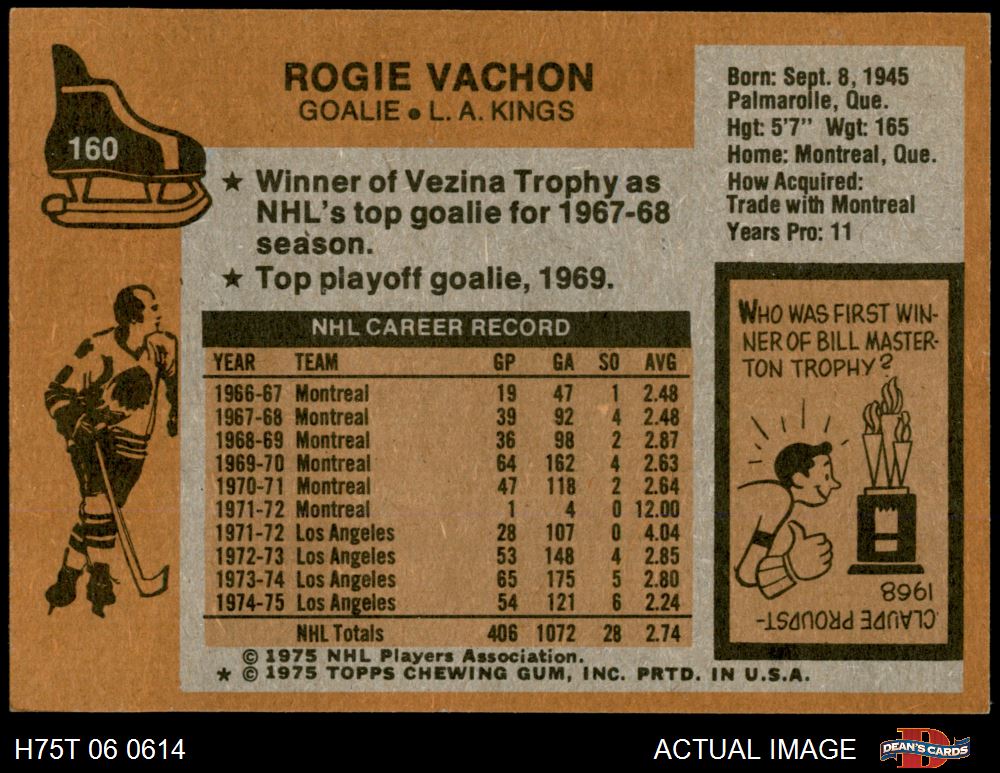 160
ROGIE VACHON
GOALIE • L. A. KINGS
★ Winner of Vezina Trophy as
NHL's top goalie for 1967-68
season.
★ Top playoff goalie, 1969.
Born: Sept. 8, 1945
Palmarolle, Que.
Hgt: 5'7" Wgt: 165
Home: Montreal, Que.
How Acquired:
Trade with Montreal
Years Pro: 11
NHL CAREER RECORD
YEAR TEAM GP GA SO AVG
1966-67 Montreal 19 47 1 2.48
1967-68 Montreal 39 92 4 2.48
1968-69 Montreal 36 98 2 2.87
1969-70 Montreal 64 162 4 2.63
1970-71 Montreal 47 118 2 2.64
1971-72 Montreal 1 4 0 12.00
1971-72 Los Angeles 28 107 0 4.04
1972-73 Los Angeles 53 148 4 2.85
1973-74 Los Angeles 65 175 5 2.80
1974-75 Los Angeles 54 121 6 2.24
NHL Totals 406 1072 28 2.74
© 1975 NHL Players Association.
★ © 1975 TOPPS CHEWING GUM, INC. PRTD. IN U.S.A.
WHO WAS FIRST WIN-
NER OF BILL MASTER-
TON TROPHY?
CLAUDE PROUDST-
1968
H75T 06 0614
ACTUAL IMAGE
DEAN'S CARDS